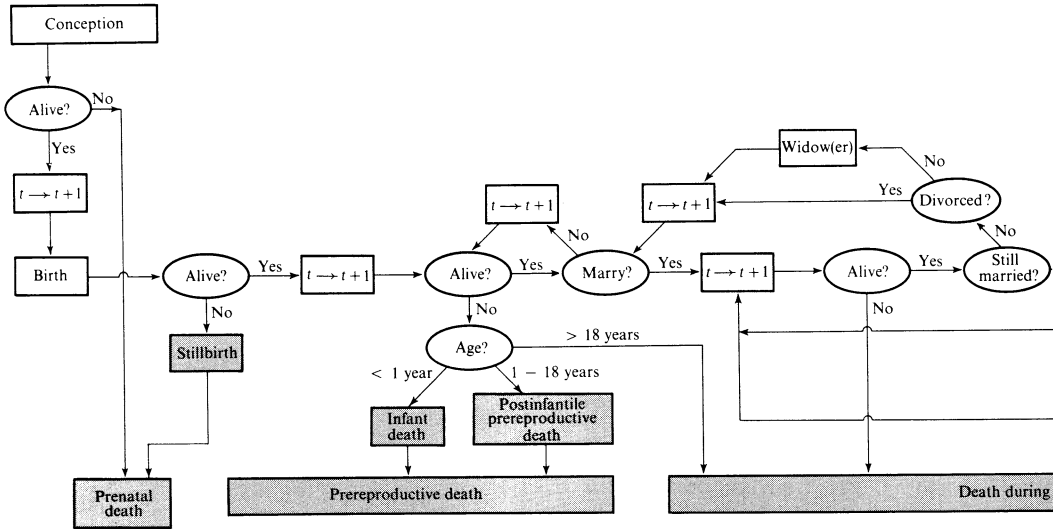 Conception
Alive?
No
Yes
t → t + 1
Birth
Alive?
Yes
No
Stillbirth
Prenatal
death
t → t + 1
Alive?
Yes
No
t → t + 1
No
Marry?
Yes
Age?
< 1 year
1 – 18 years
> 18 years
Infant
death
Postinfantile
prereproductive
death
Prereproductive death
t → t + 1
Widow(er)
No
Yes
Divorced?
No
t → t + 1
Alive?
Yes
Still
married?
No
Death during